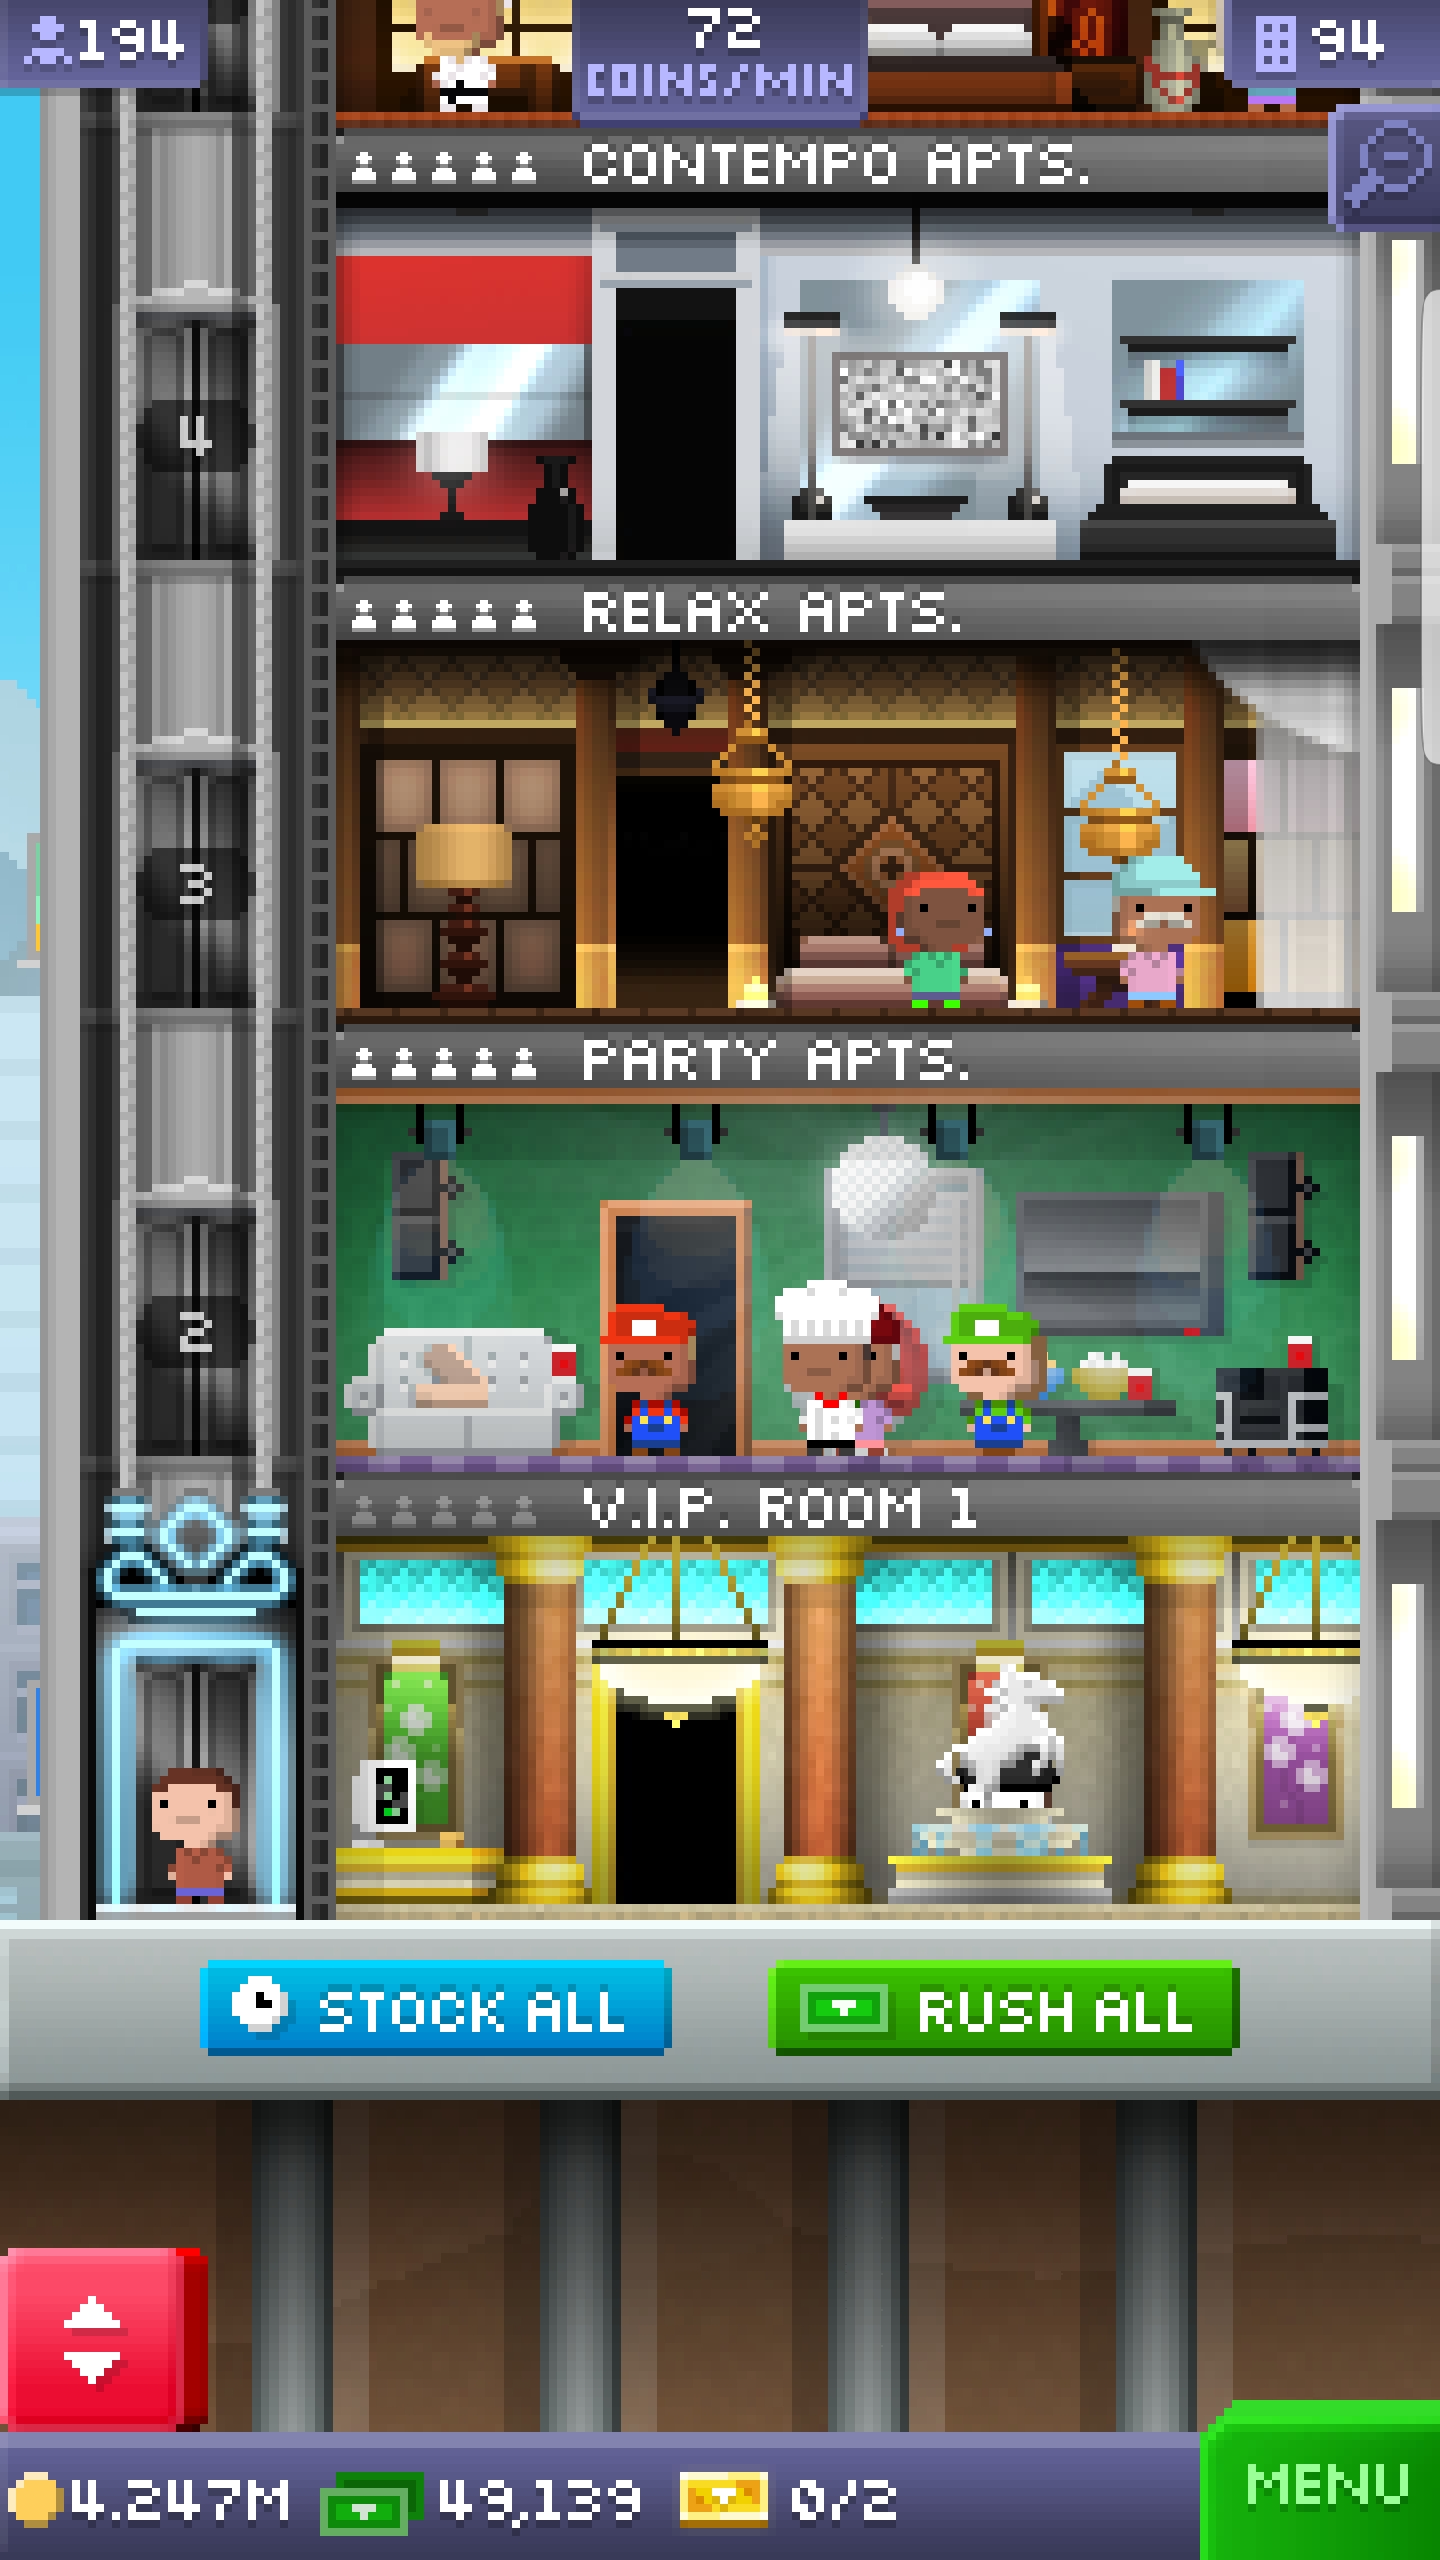 194
72
COINS/MIN
94
CONTEMPO APTS.
4
RELAX APTS.
3
PARTY APTS.
2
V.I.P. ROOM 1
STOCK ALL
RUSH ALL
4.247M
49,139
0/2
MENU